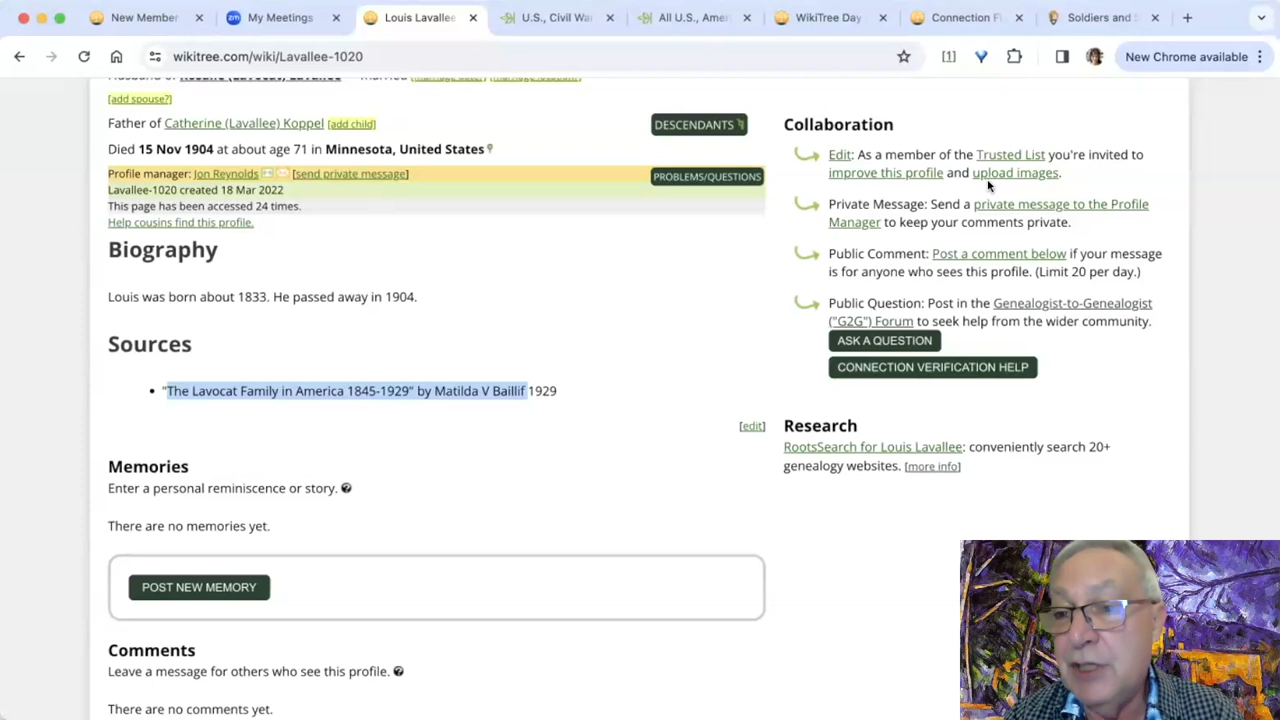 New Member
My Meetings
Louis Lavallee
U.S., Civil War
All U.S., Ame
WikiTree Day
Connection F
Soldiers and
wikitree.com/wiki/Lavallee-1020
New Chrome available
[add spouse?]
Father of Catherine (Lavallee) Koppel [add child]
DESCENDANTS
Died 15 Nov 1904 at about age 71 in Minnesota, United States
Profile manager: Jon Reynolds [send private message]
PROBLEMS/QUESTIONS
Lavallee-1020 created 18 Mar 2022
This page has been accessed 24 times.
Help cousins find this profile.
Biography
Louis was born about 1833. He passed away in 1904.
Sources
• "The Lavocat Family in America 1845-1929" by Matilda V Baillif 1929
[edit]
Memories
Enter a personal reminiscence or story.
There are no memories yet.
POST NEW MEMORY
Comments
Leave a message for others who see this profile.
There are no comments yet.
Collaboration
Edit: As a member of the Trusted List you're invited to
improve this profile and upload images.
Private Message: Send a private message to the Profile
Manager to keep your comments private.
Public Comment: Post a comment below if your message
is for anyone who sees this profile. (Limit 20 per day.)
Public Question: Post in the Genealogist-to-Genealogist
("G2G") Forum to seek help from the wider community.
ASK A QUESTION
CONNECTION VERIFICATION HELP
Research
RootsSearch for Louis Lavallee: conveniently search 20+
genealogy websites. [more info]